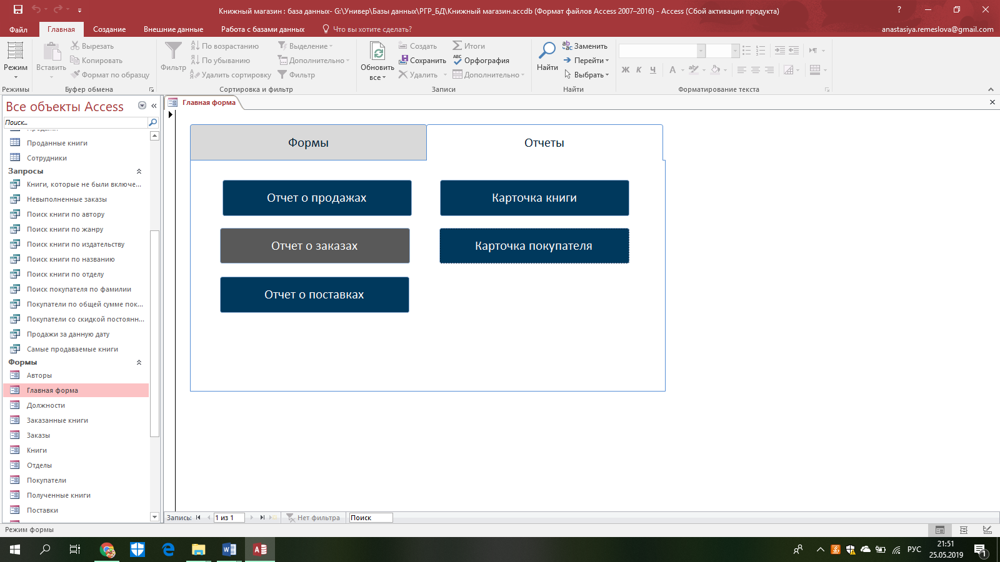 Книжный магазин : база данных- G:\Универ\Базы данных\РГР_БД\Книжный магазин.accdb (Формат файлов Access 2007–2016) - Access (Сбой активации продукта)
?
Файл Главная Создание Внешние данные Работа с базами данных Что вы хотите сделать? anastasiya.remeslova@gmail.com
Режим
Режимы
Вставить
Вырезать
Копировать
Формат по образцу
Буфер обмена
Фильтр
По возрастанию
По убыванию
Удалить сортировку
Выделение
Дополнительно
Фильтр
Сортировка и фильтр
Обновить
все
Создать
Сохранить
Удалить
Итоги
Орфография
Дополнительно
Записи
Найти
Заменить
Перейти
Выбрать
Найти
Ж К Ч А
Форматирование текста
Все объекты Access
Поиск...
Проданные книги
Сотрудники
Запросы
Книги, которые не были включе...
Невыполненные заказы
Поиск книги по автору
Поиск книги по жанру
Поиск книги по издательству
Поиск книги по названию
Поиск книги по отделу
Поиск покупателя по фамилии
Покупатели по общей сумме пок...
Покупатели со скидкой постоянн...
Продажи за данную дату
Самые продаваемые книги
Формы
Авторы
Главная форма
Должности
Заказанные книги
Заказы
Книги
Отделы
Покупатели
Полученные книги
Поставки
Главная форма
Формы Отчеты
Отчет о продажах Карточка книги
Отчет о заказах Карточка покупателя
Отчет о поставках
Запись: 1 из 1 Нет фильтра Поиск
Режим формы
РУС
21:51
25.05.2019
1